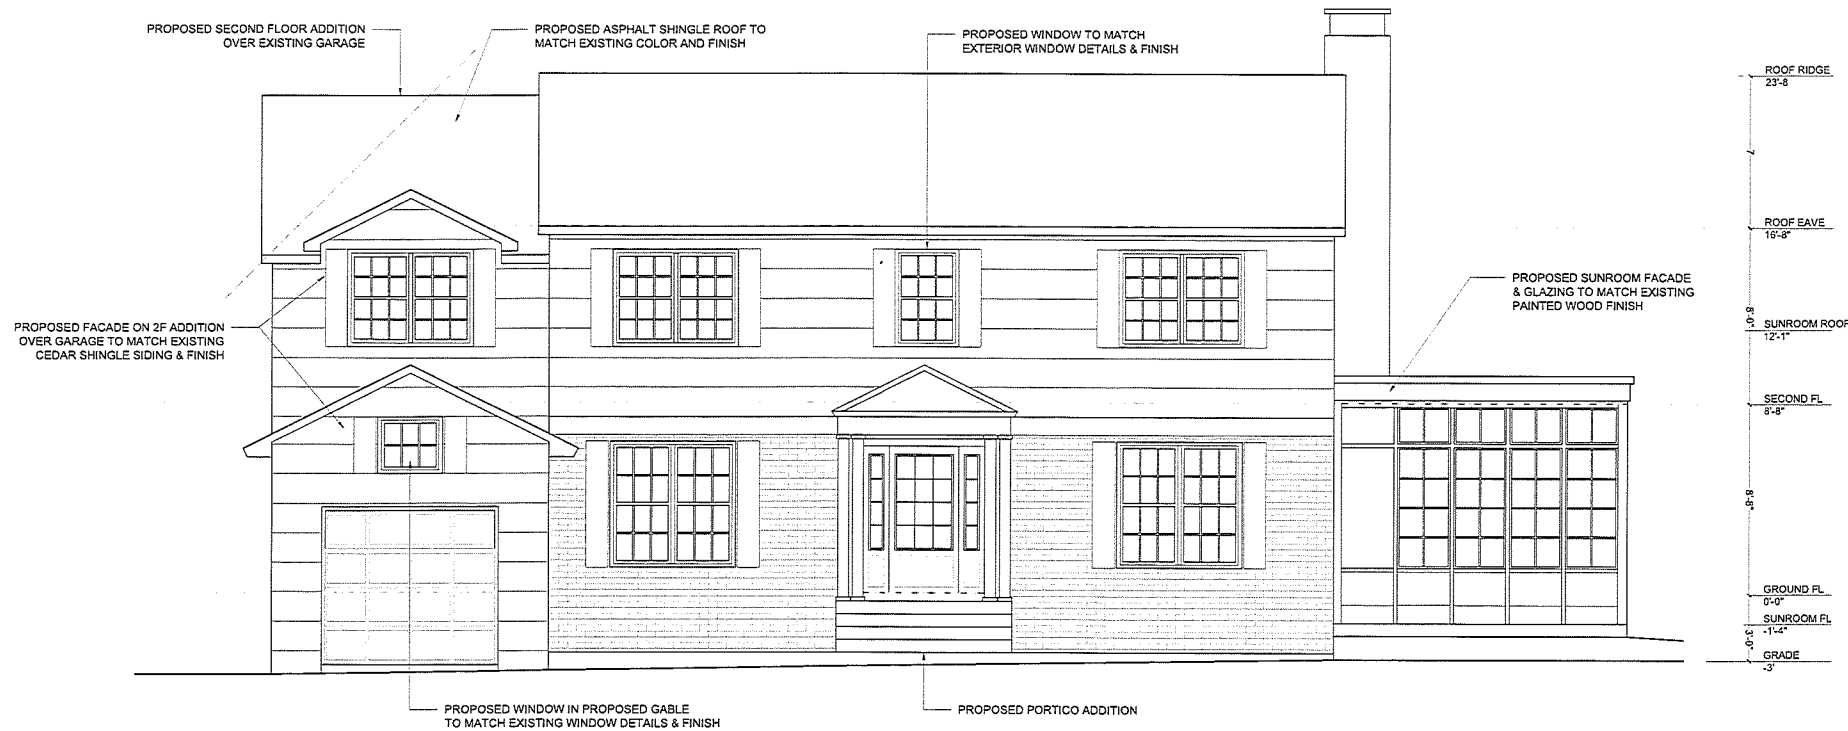 PROPOSED SECOND FLOOR ADDITION
OVER EXISTING GARAGE
PROPOSED ASPHALT SHINGLE ROOF TO
MATCH EXISTING COLOR AND FINISH
PROPOSED WINDOW TO MATCH
EXTERIOR WINDOW DETAILS & FINISH
ROOF RIDGE
23'-8
7'
ROOF EAVE
16'-8"
PROPOSED SUNROOM FACADE
& GLAZING TO MATCH EXISTING
PAINTED WOOD FINISH
8'-0"
SUNROOM ROOF
12'-1"
PROPOSED FACADE ON 2F ADDITION
OVER GARAGE TO MATCH EXISTING
CEDAR SHINGLE SIDING & FINISH
SECOND FL
8'-8"
8'-8"
GROUND FL
0'-0"
SUNROOM FL
-1'-4"
3'-0"
GRADE
-3'
PROPOSED WINDOW IN PROPOSED GABLE
TO MATCH EXISTING WINDOW DETAILS & FINISH
PROPOSED PORTICO ADDITION